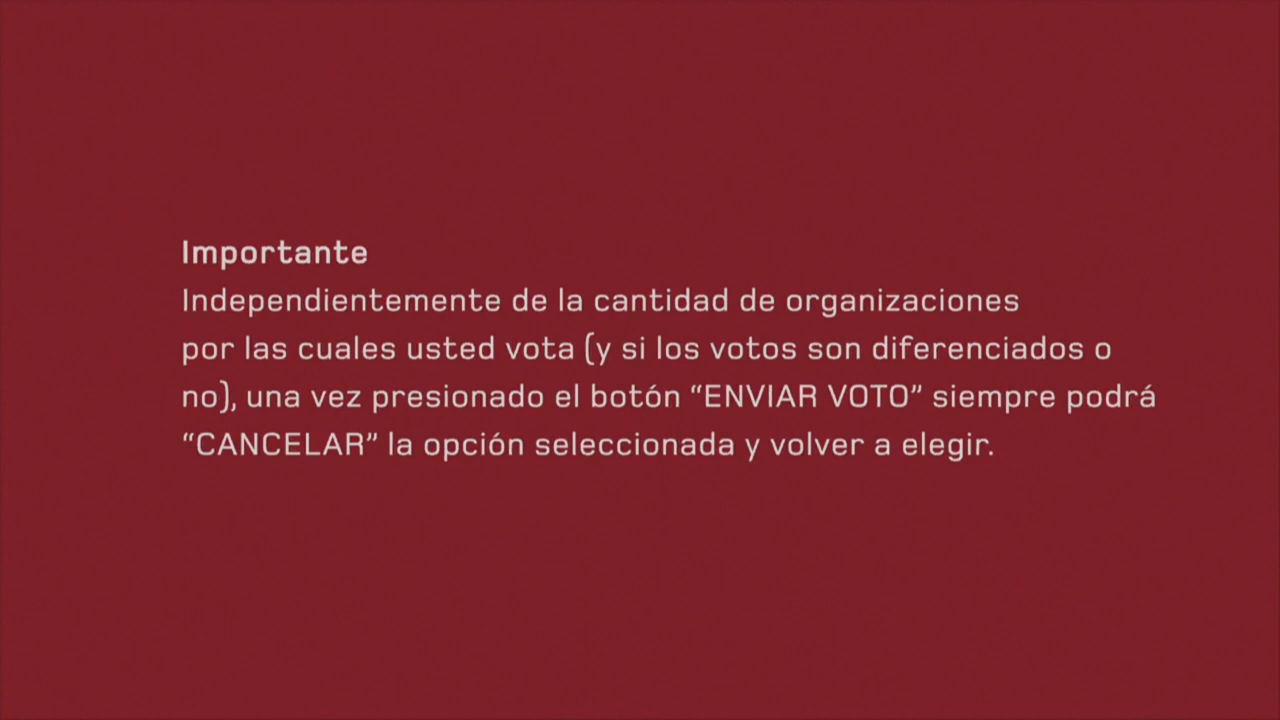 Importante
Independientemente de la cantidad de organizaciones
por las cuales usted vota (y si los votos son diferenciados o
no), una vez presionado el botón “ENVIAR VOTO” siempre podrá
“CANCELAR” la opción seleccionada y volver a elegir.